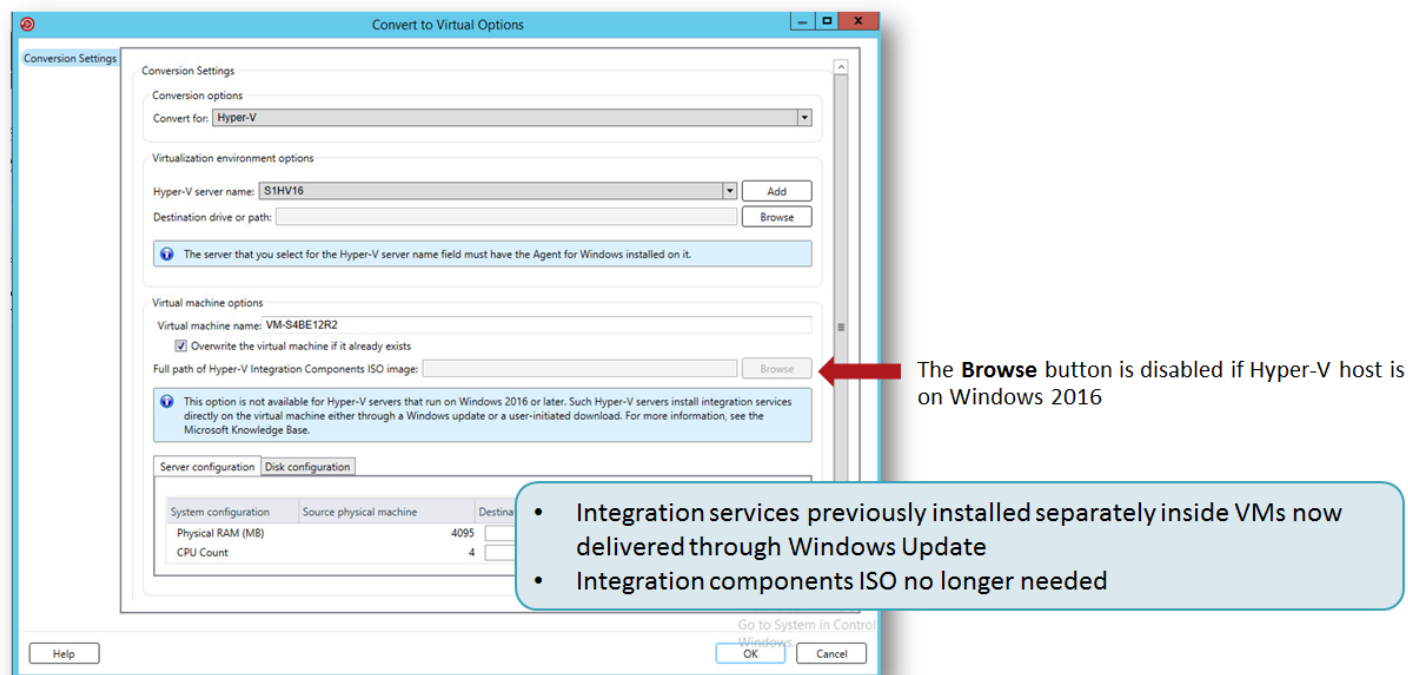 Convert to Virtual Options
Conversion Settings
Conversion Settings
Conversion options
Convert for: Hyper-V
Virtualization environment options
Hyper-V server name: S1HV16
Add
Destination drive or path:
Browse
The server that you select for the Hyper-V server name field must have the Agent for Windows installed on it.
Virtual machine options
Virtual machine name: VM-S4BE12R2
Overwrite the virtual machine if it already exists
Full path of Hyper-V Integration Components ISO image:
Browse
This option is not available for Hyper-V servers that run on Windows 2016 or later. Such Hyper-V servers install integration services
directly on the virtual machine either through a Windows update or a user-initiated download. For more information, see the
Microsoft Knowledge Base.
Server configuration Disk configuration
System configuration Source physical machine
Physical RAM (MB) 4095
CPU Count 4
The Browse button is disabled if Hyper-V host is
on Windows 2016
• Integration services previously installed separately inside VMs now
delivered through Windows Update
• Integration components ISO no longer needed
Go to System in Control
Windows.
Help
OK
Cancel